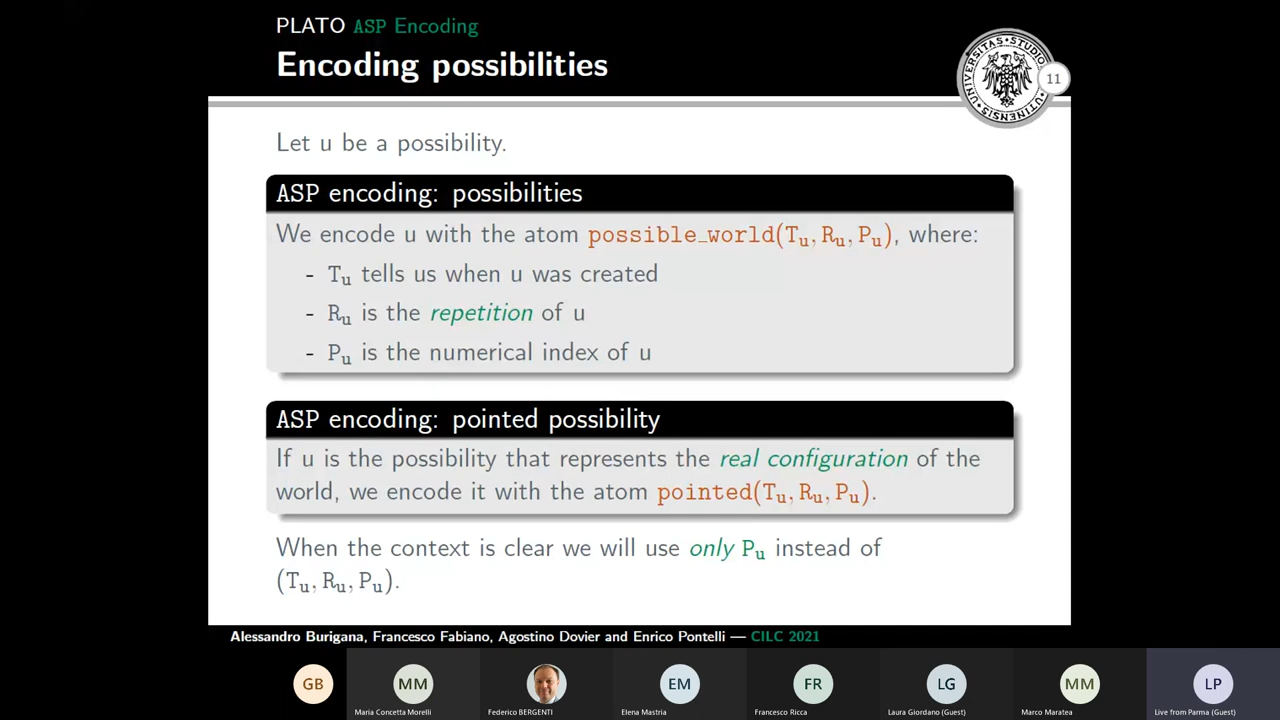 PLATO ASP Encoding
Encoding possibilities
UNIVERSITAS · STUDIORUM · UTINENSIS
11
Let u be a possibility.
ASP encoding: possibilities
We encode u with the atom possible_world(Tu, Ru, Pu), where:
- Tu tells us when u was created
- Ru is the repetition of u
- Pu is the numerical index of u
ASP encoding: pointed possibility
If u is the possibility that represents the real configuration of the
world, we encode it with the atom pointed(Tu, Ru, Pu).
When the context is clear we will use only Pu instead of
(Tu, Ru, Pu).
Alessandro Burigana, Francesco Fabiano, Agostino Dovier and Enrico Pontelli — CILC 2021
GB MM EM FR LG MM LP
Maria Concetta Morelli Federico BERGENTI Elena Mastria Francesco Ricca Laura Giordano (Guest) Marco Maratea Live from Parma (Guest)